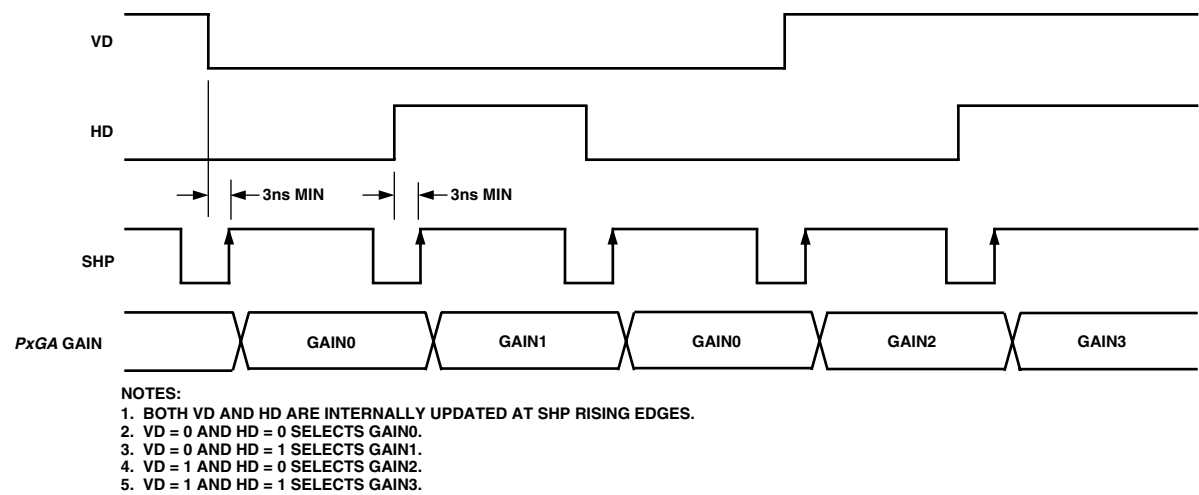 VD
HD
3ns MIN 3ns MIN
SHP
PxGA GAIN GAIN0 GAIN1 GAIN0 GAIN2 GAIN3
NOTES:
1. BOTH VD AND HD ARE INTERNALLY UPDATED AT SHP RISING EDGES.
2. VD = 0 AND HD = 0 SELECTS GAIN0.
3. VD = 0 AND HD = 1 SELECTS GAIN1.
4. VD = 1 AND HD = 0 SELECTS GAIN2.
5. VD = 1 AND HD = 1 SELECTS GAIN3.